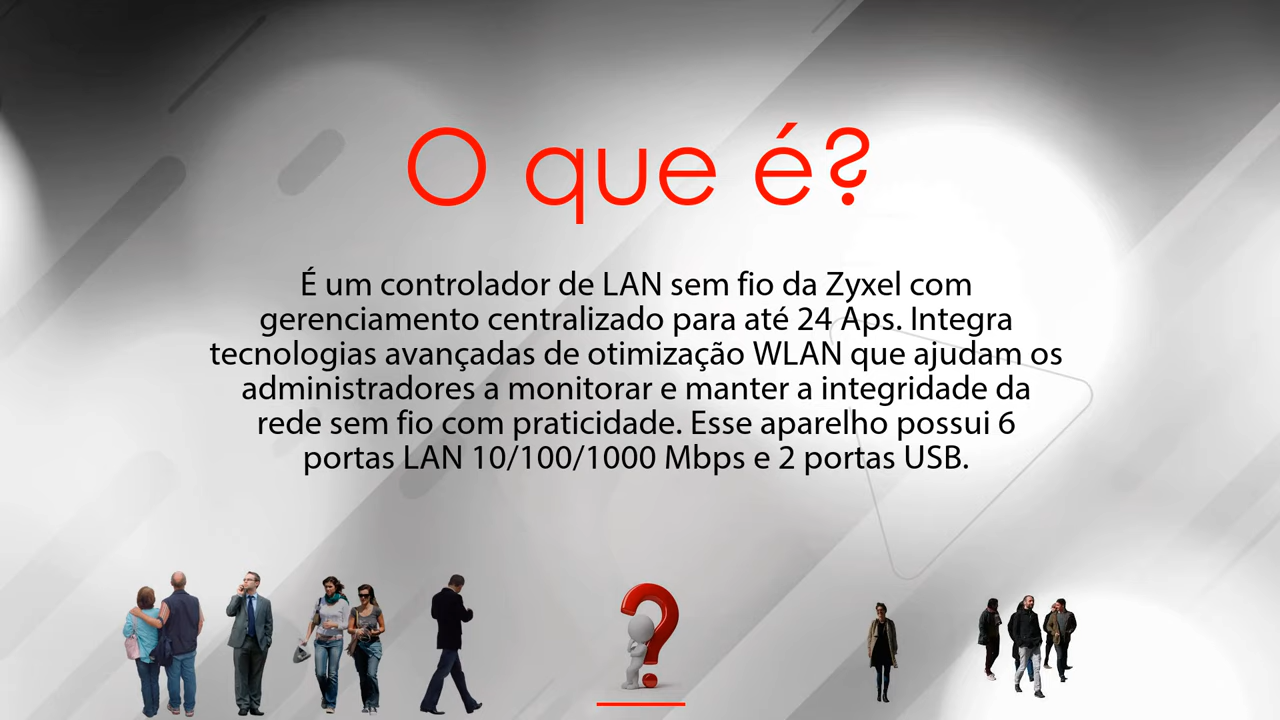 O que é?
É um controlador de LAN sem fio da Zyxel com
gerenciamento centralizado para até 24 Aps. Integra
tecnologias avançadas de otimização WLAN que ajudam os
administradores a monitorar e manter a integridade da
rede sem fio com praticidade. Esse aparelho possui 6
portas LAN 10/100/1000 Mbps e 2 portas USB.